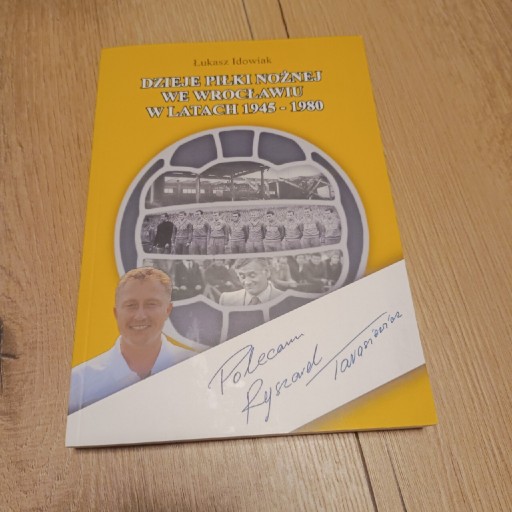 Łukasz Idowiak
DZIEJE PIŁKI NOŻNEJ
WE WROCŁAWIU
W LATACH 1945 - 1980
Polecam
Ryszard Tarasiewicz